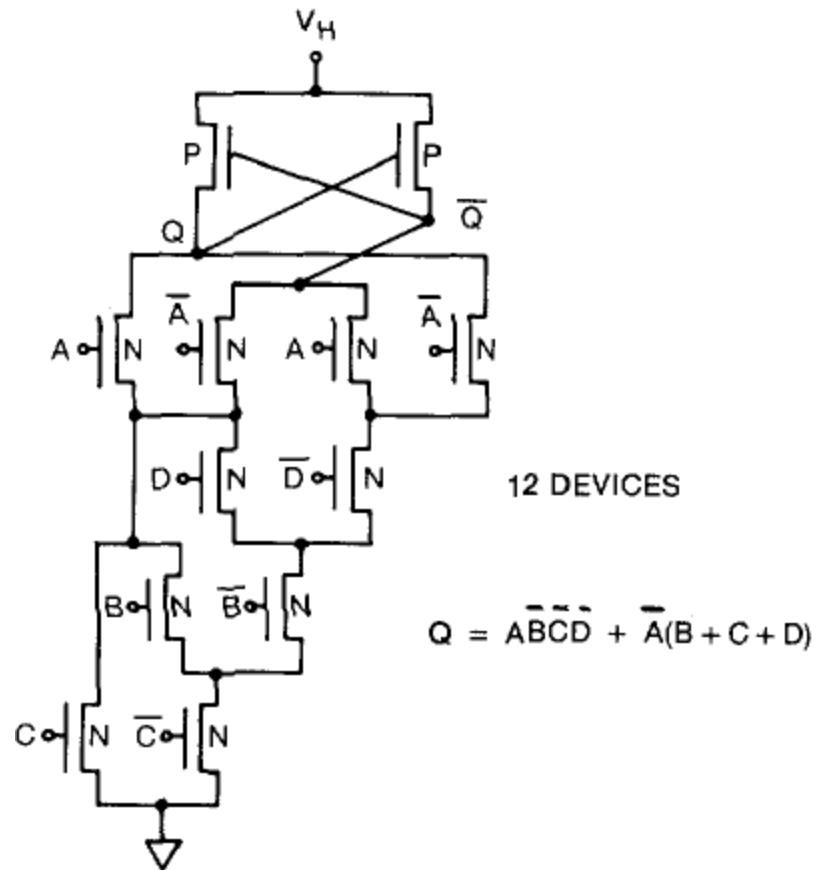 V_H
P P
Q Q̅
A N A̅ N A N A̅ N
D N D̅ N
12 DEVICES
B N B̅ N
Q = AB̅C̅D̅ + A̅(B + C + D)
C N C̅ N